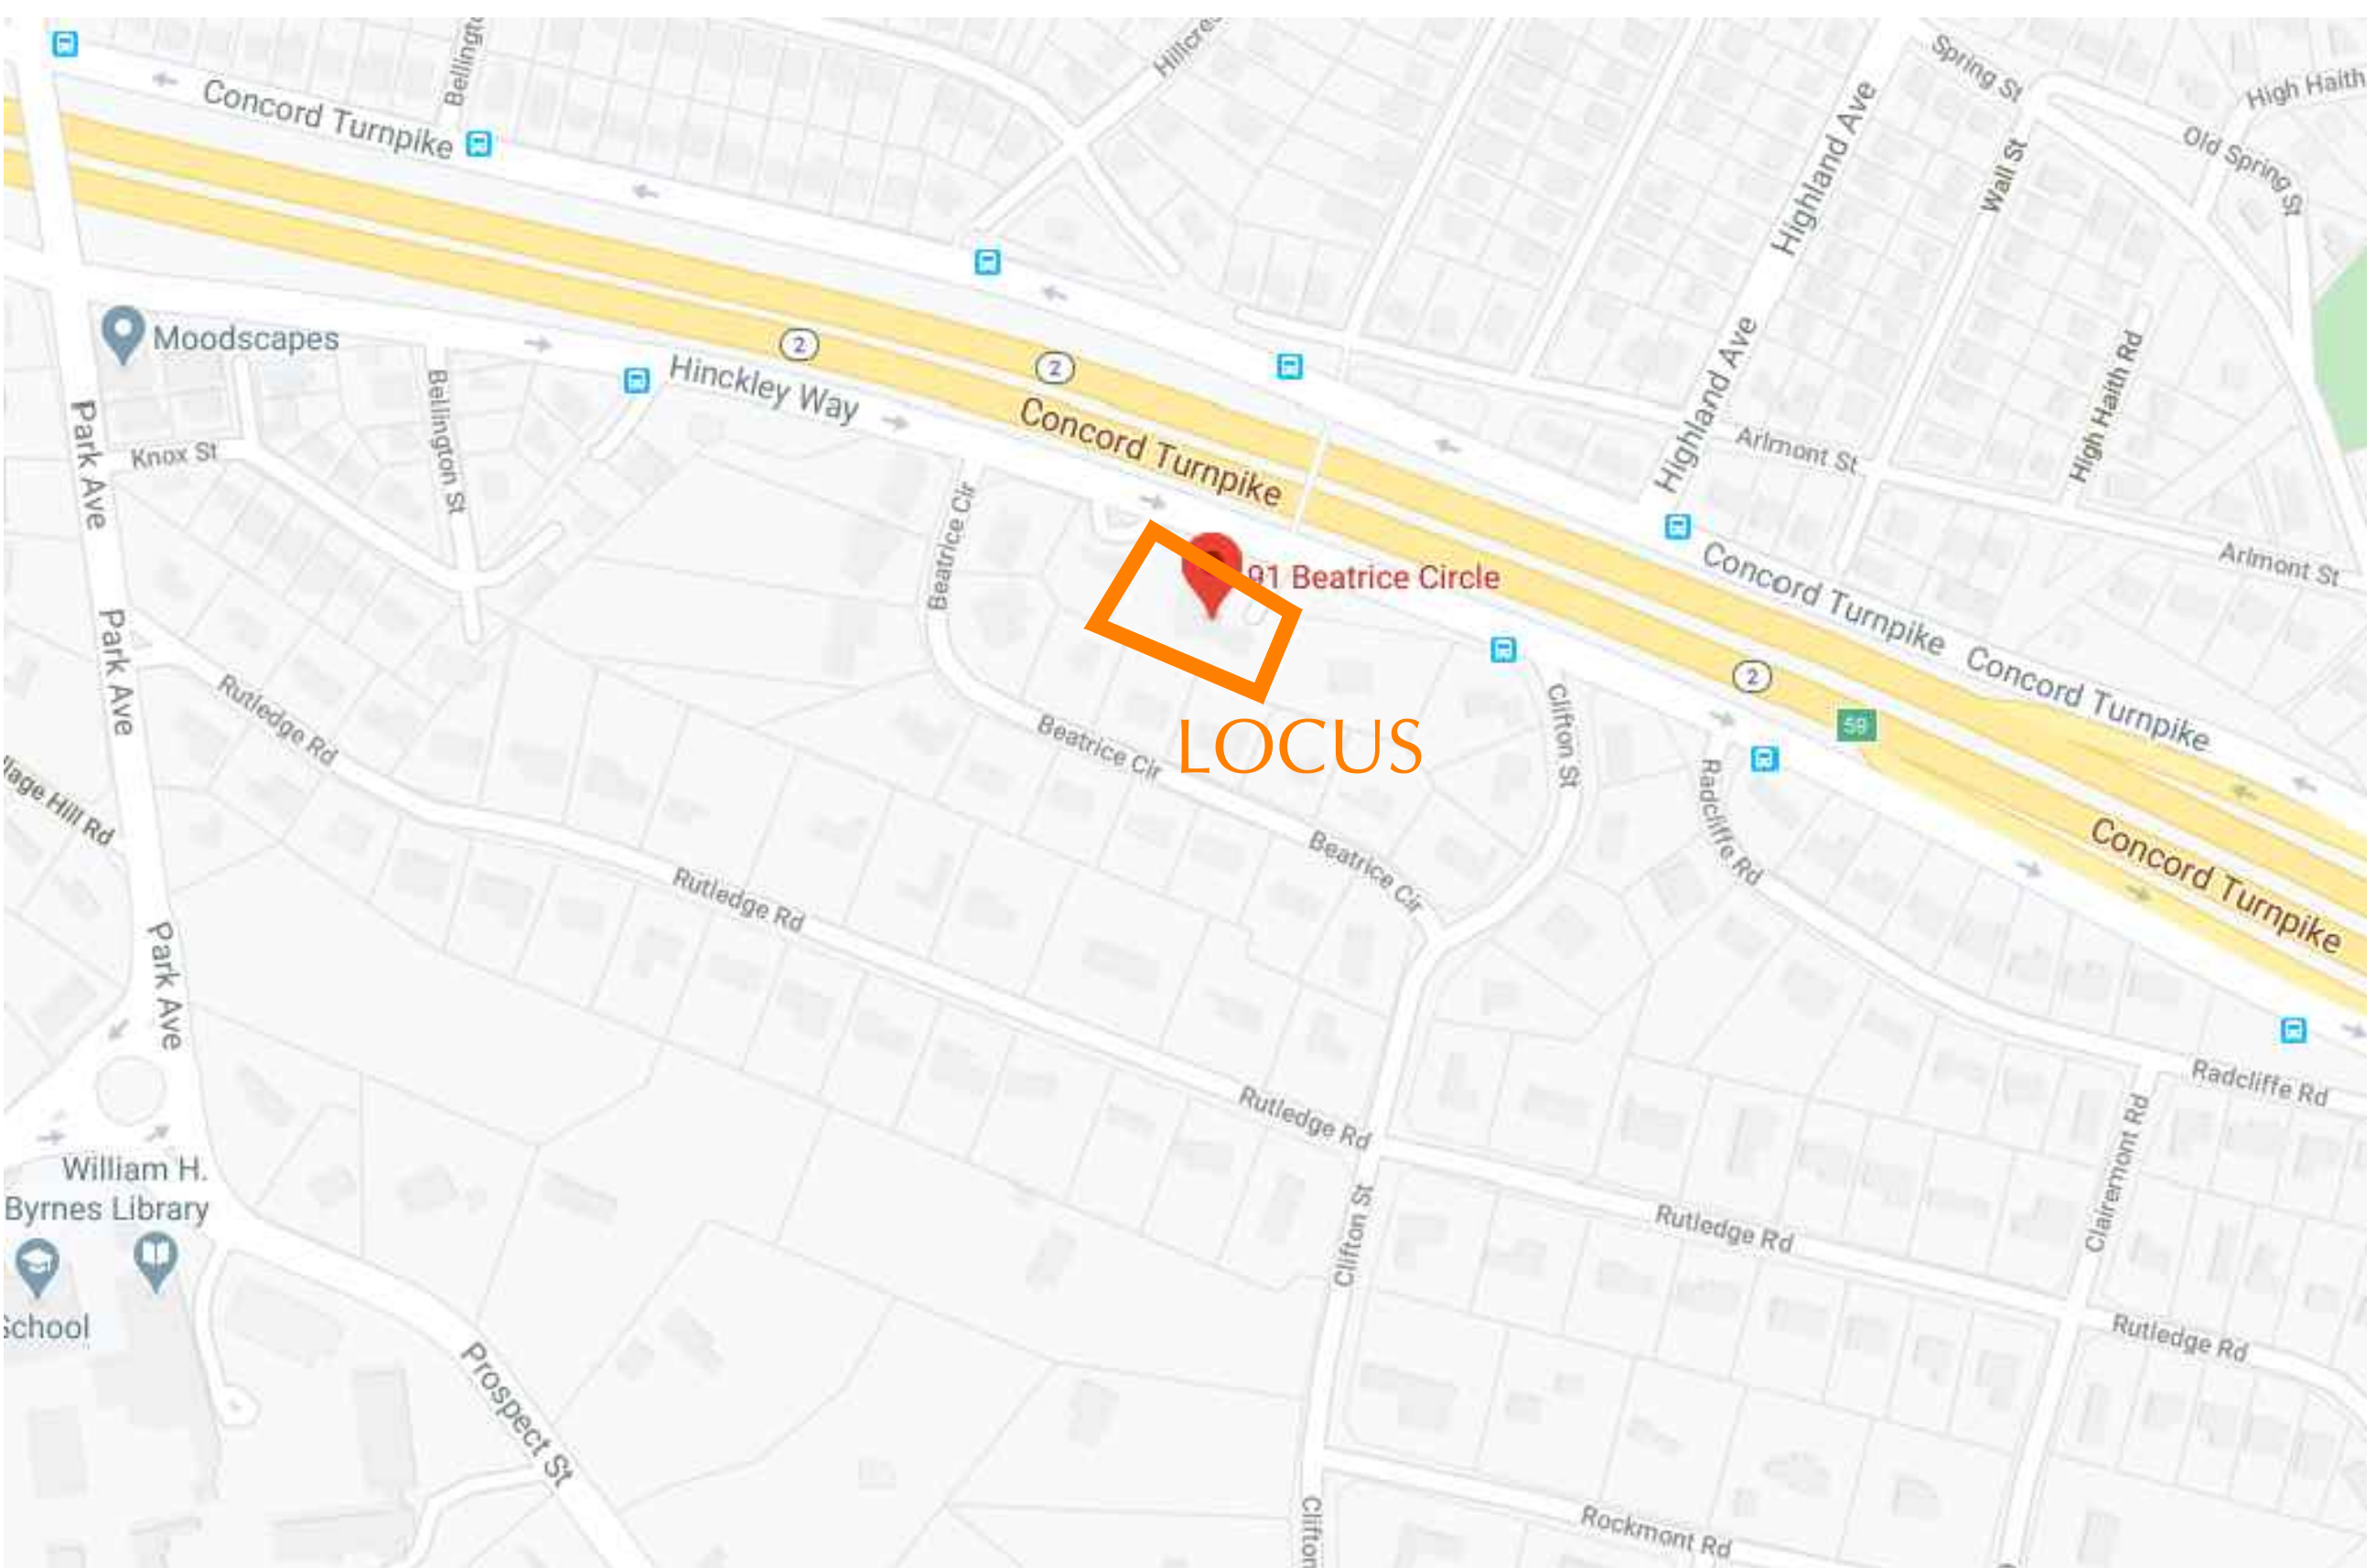 Hillcre
Bellingt
Spring St
High Haith
Concord Turnpike
Highland Ave
Old Spring St
Wall St
Moodscapes
2
Hinckley Way
2
Highland Ave
High Haith Rd
Bellington St
Park Ave
Concord Turnpike
Knox St
Arlmont St
Beatrice Cir
91 Beatrice Circle
Arlmont St
Concord Turnpike
Concord Turnpike
Park Ave
2
Rutledge Rd
Clifton St
59
Beatrice Cir
LOCUS
Radcliffe Rd
llage Hill Rd
Concord Turnpike
Beatrice Cir
Rutledge Rd
Park Ave
Radcliffe Rd
Rutledge Rd
Clairemont Rd
William H.
Byrnes Library
Clifton St
Rutledge Rd
School
Rutledge Rd
Prospect St
Clifton
Rockmont Rd